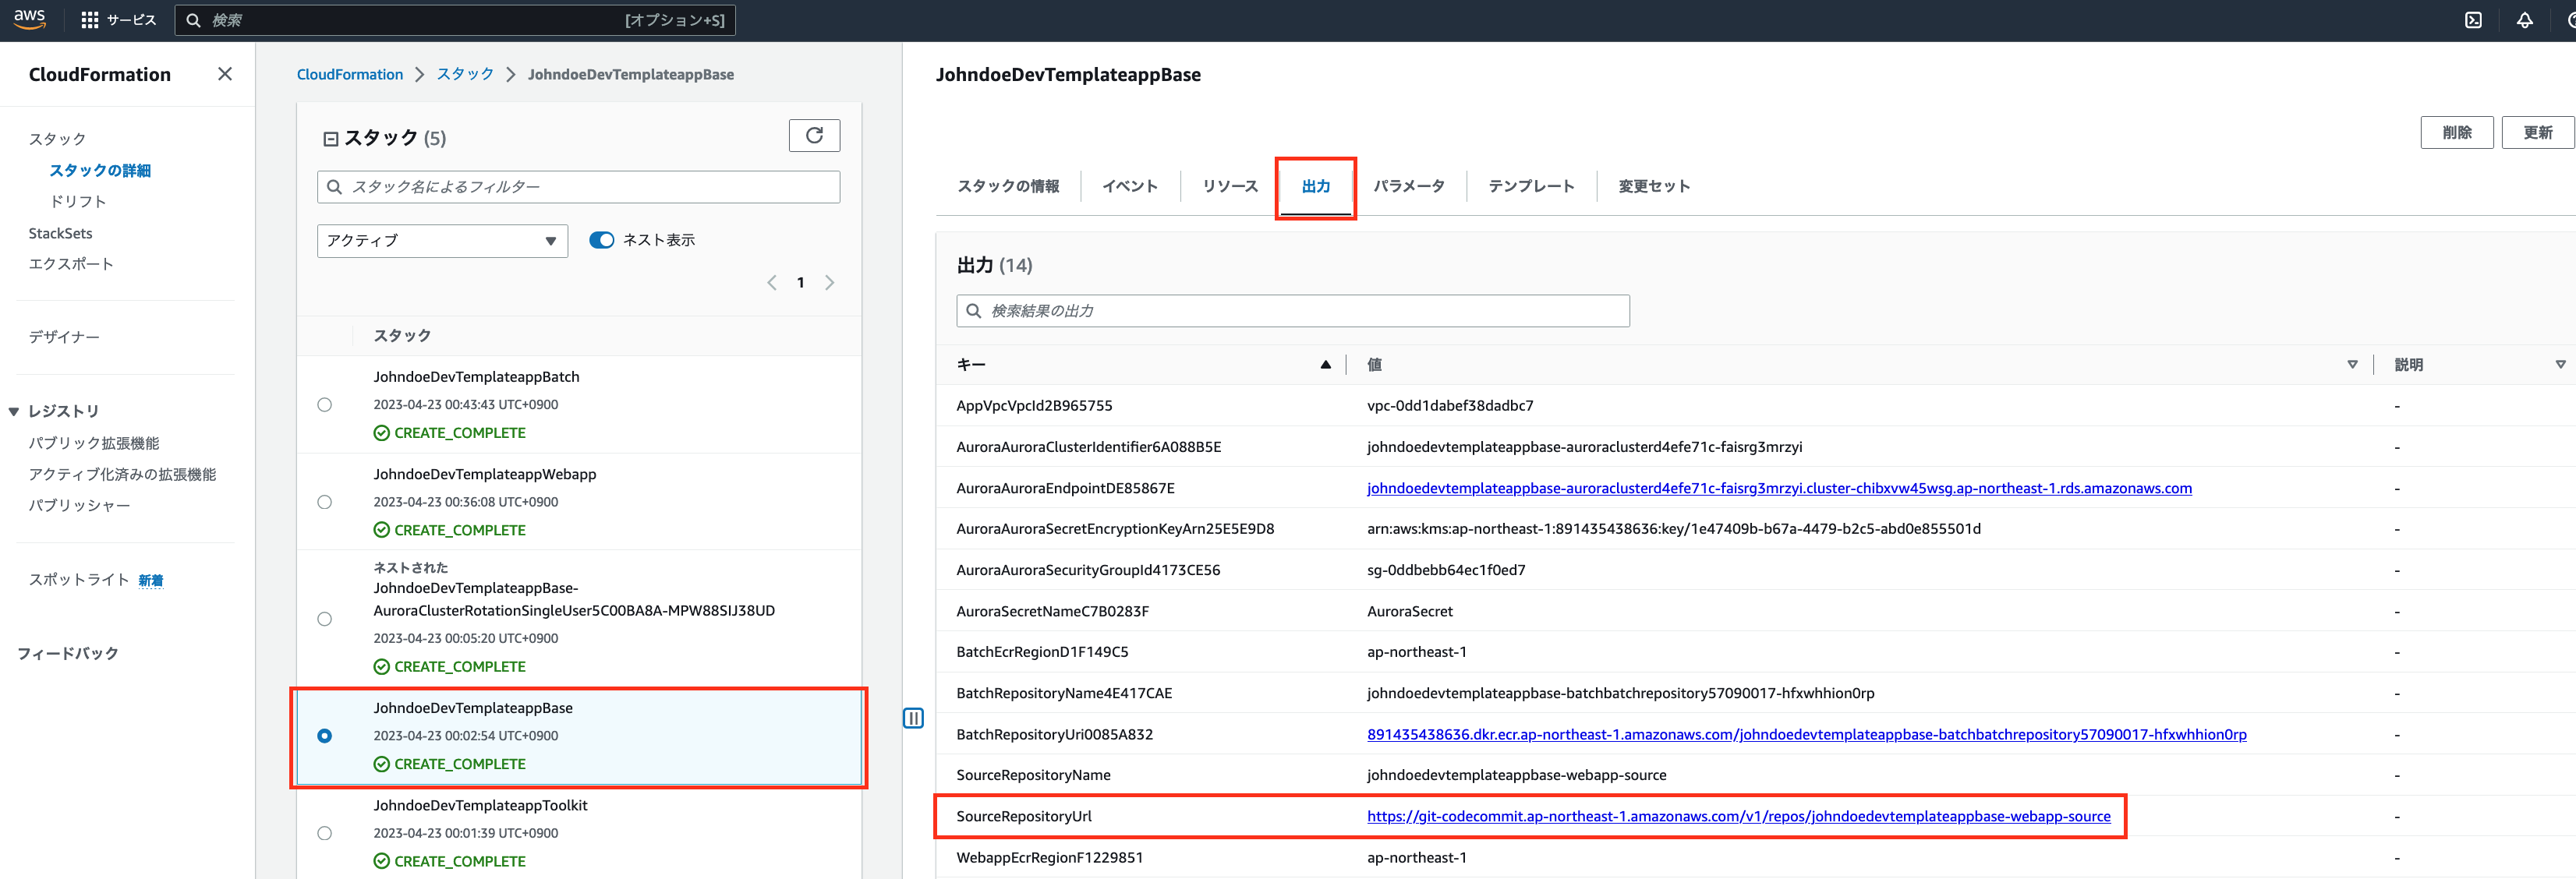 aws
サービス
検索
[オプション+S]
CloudFormation
スタック
スタックの詳細
ドリフト
StackSets
エクスポート
デザイナー
レジストリ
パブリック拡張機能
アクティブ化済みの拡張機能
パブリッシャー
スポットライト 新着
フィードバック
CloudFormation > スタック > JohndoeDevTemplateappBase
スタック (5)
スタック名によるフィルター
アクティブ
ネスト表示
1
スタック
JohndoeDevTemplateappBatch
2023-04-23 00:43:43 UTC+0900
CREATE_COMPLETE
JohndoeDevTemplateappWebapp
2023-04-23 00:36:08 UTC+0900
CREATE_COMPLETE
ネストされた
JohndoeDevTemplateappBase-
AuroraClusterRotationSingleUser5C00BA8A-MPW88SIJ38UD
2023-04-23 00:05:20 UTC+0900
CREATE_COMPLETE
JohndoeDevTemplateappBase
2023-04-23 00:02:54 UTC+0900
CREATE_COMPLETE
JohndoeDevTemplateappToolkit
2023-04-23 00:01:39 UTC+0900
CREATE_COMPLETE
JohndoeDevTemplateappBase
削除
更新
スタックの情報
イベント
リソース
出力
パラメータ
テンプレート
変更セット
出力 (14)
検索結果の出力
キー 値 説明
AppVpcVpcId2B965755 vpc-0dd1dabef38dadbc7 -
AuroraAuroraClusterIdentifier6A088B5E johndoedevtemplateappbase-auroraclusterd4efe71c-faisrg3mrzyi -
AuroraAuroraEndpointDE85867E johndoedevtemplateappbase-auroraclusterd4efe71c-faisrg3mrzyi.cluster-chibxvw45wsg.ap-northeast-1.rds.amazonaws.com -
AuroraAuroraSecretEncryptionKeyArn25E5E9D8 arn:aws:kms:ap-northeast-1:891435438636:key/1e47409b-b67a-4479-b2c5-abd0e855501d -
AuroraAuroraSecurityGroupId4173CE56 sg-0ddbebb64ec1f0ed7 -
AuroraSecretNameC7B0283F AuroraSecret -
BatchEcrRegionD1F149C5 ap-northeast-1 -
BatchRepositoryName4E417CAE johndoedevtemplateappbase-batchbatchrepository57090017-hfxwhhion0rp -
BatchRepositoryUri0085A832 891435438636.dkr.ecr.ap-northeast-1.amazonaws.com/johndoedevtemplateappbase-batchbatchrepository57090017-hfxwhhion0rp -
SourceRepositoryName johndoedevtemplateappbase-webapp-source -
SourceRepositoryUrl https://git-codecommit.ap-northeast-1.amazonaws.com/v1/repos/johndoedevtemplateappbase-webapp-source -
WebappEcrRegionF1229851 ap-northeast-1 -